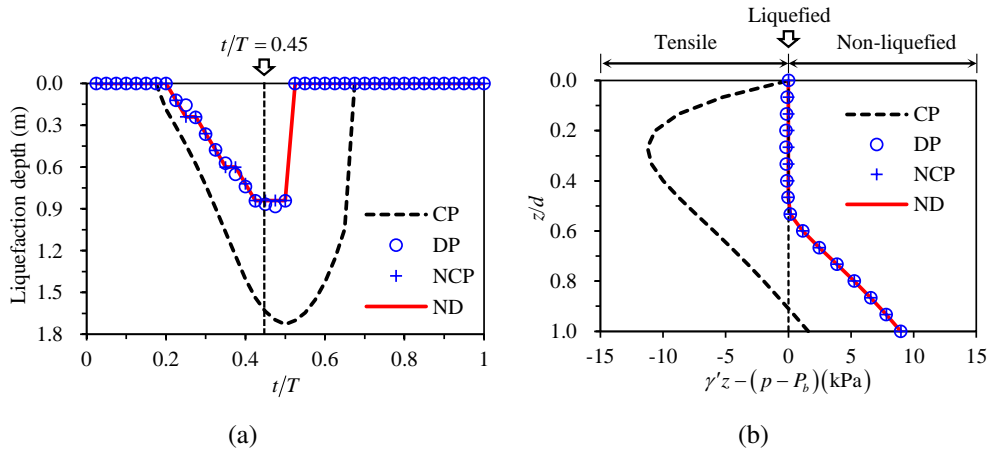 t/T = 0.45
0.0
0.3
0.6
0.9
1.2
1.5
1.8
Liquefaction depth (m)
CP
DP
NCP
ND
0 0.2 0.4 0.6 0.8 1
t/T
(a)
Liquefied
Tensile Non-liquefied
0.0
0.2
0.4
0.6
0.8
1.0
z/d
CP
DP
NCP
ND
-15 -10 -5 0 5 10 15
γ′z−(p−P_b)(kPa)
(b)